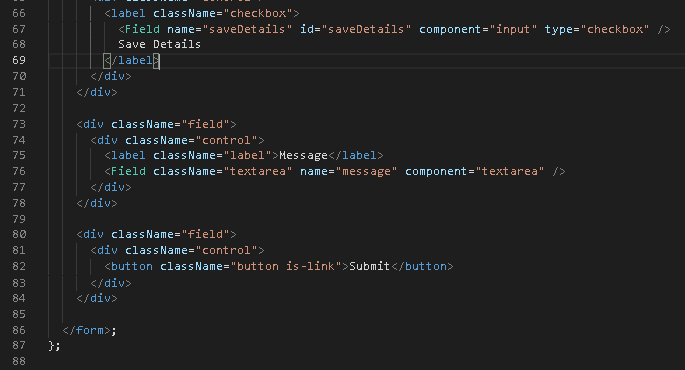 66 <label className="checkbox">
67 <Field name="saveDetails" id="saveDetails" component="input" type="checkbox" />
68 Save Details
69 </label>
70 </div>
71 </div>
72
73 <div className="field">
74 <div className="control">
75 <label className="label">Message</label>
76 <Field className="textarea" name="message" component="textarea" />
77 </div>
78 </div>
79
80 <div className="field">
81 <div className="control">
82 <button className="button is-link">Submit</button>
83 </div>
84 </div>
85
86 </form>;
87 };
88